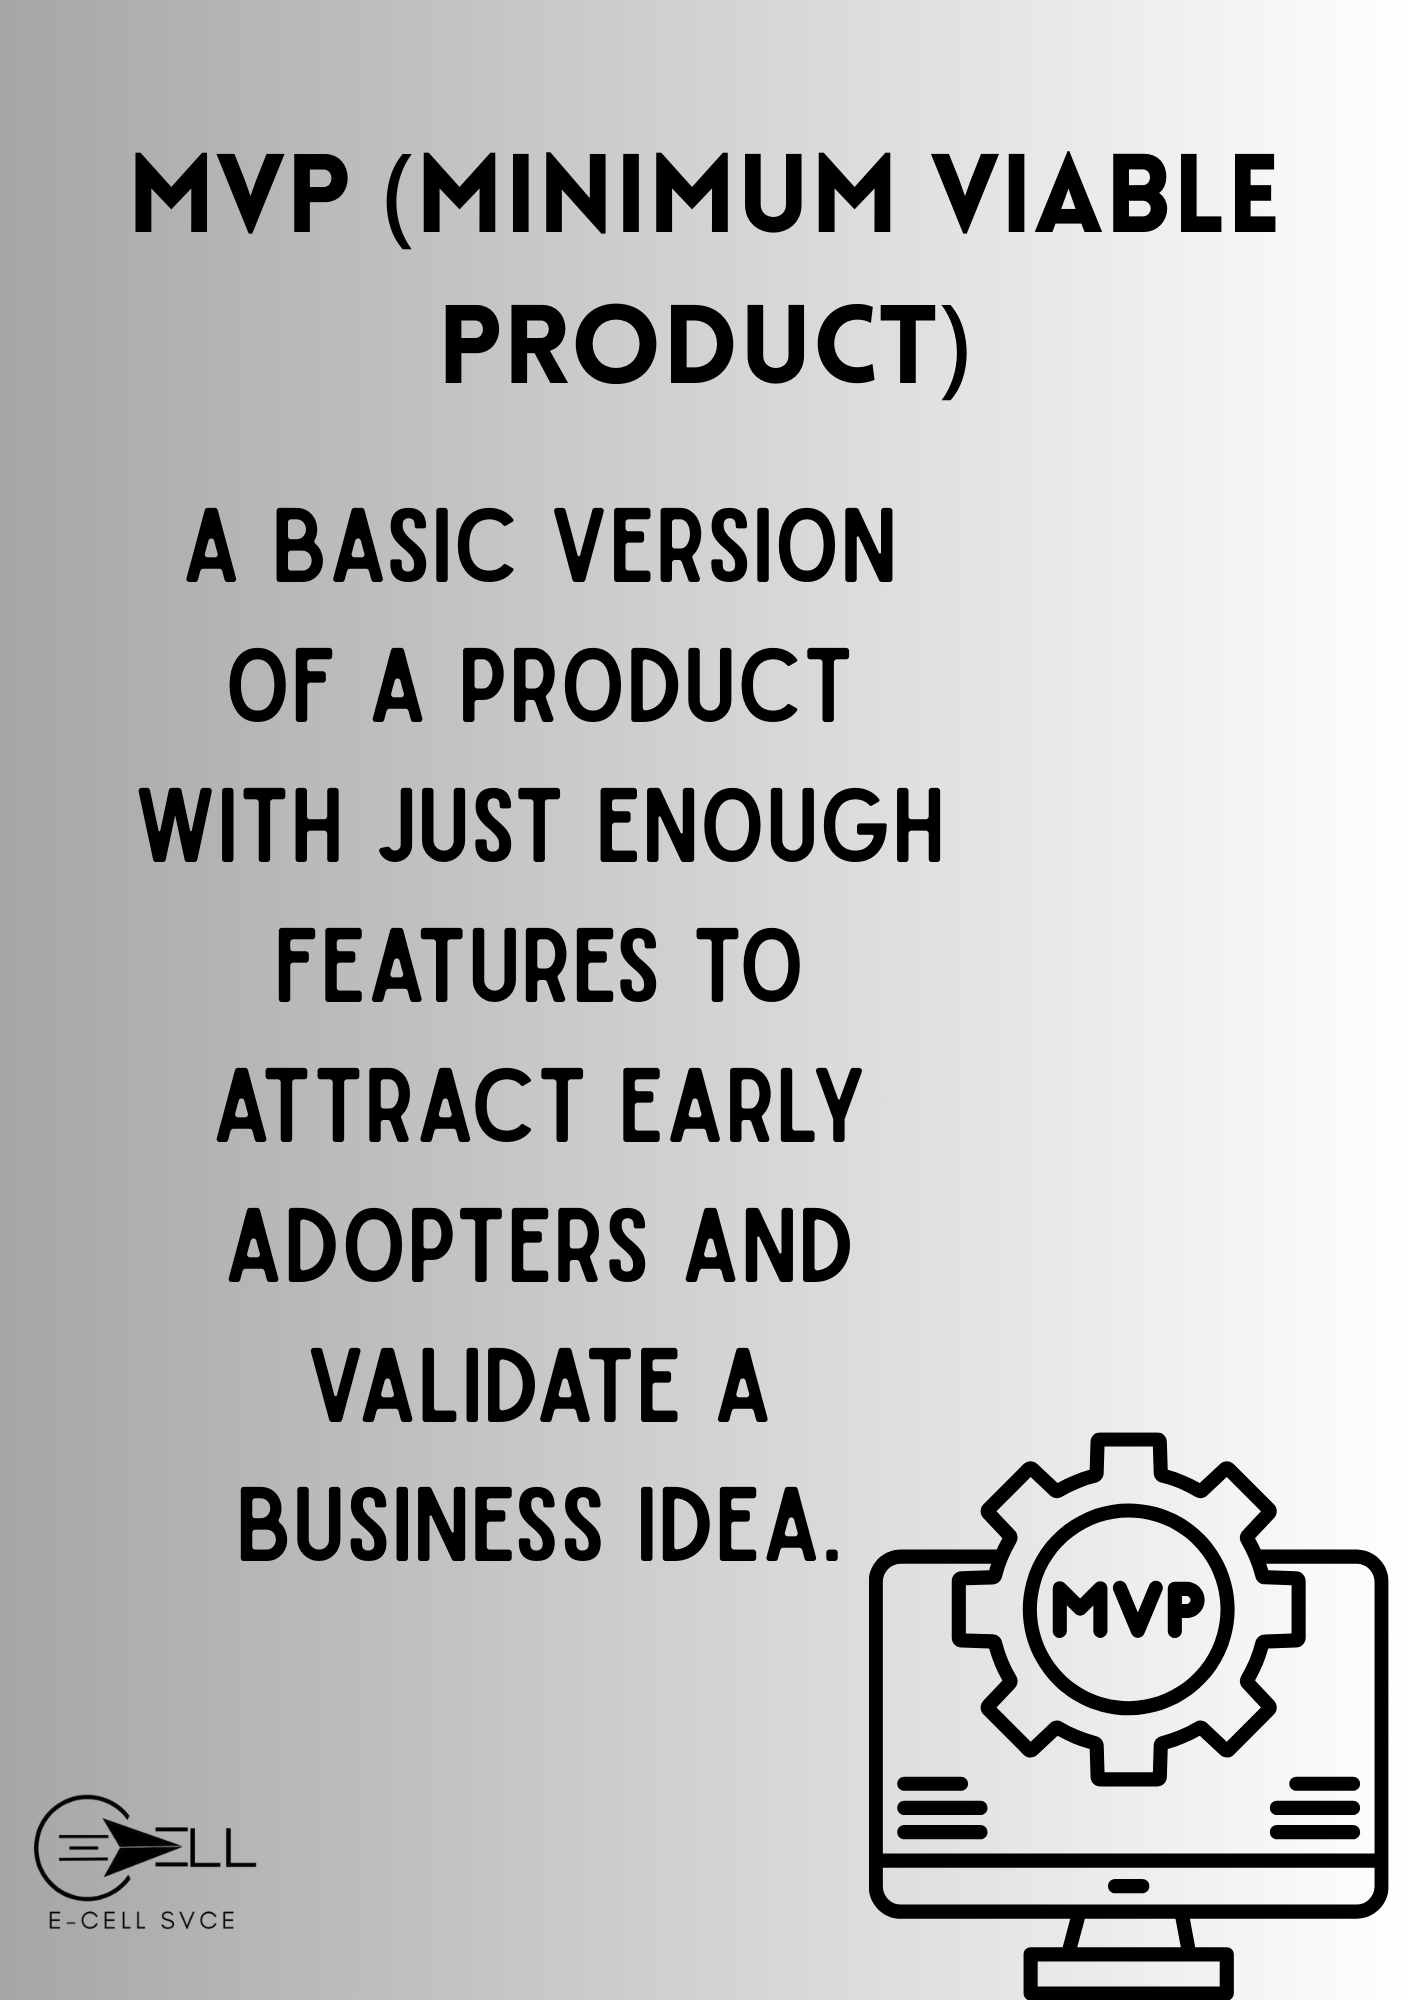 MVP (MINIMUM VIABLE
PRODUCT)
A BASIC VERSION
OF A PRODUCT
WITH JUST ENOUGH
FEATURES TO
ATTRACT EARLY
ADOPTERS AND
VALIDATE A
BUSINESS IDEA.
MVP
ECELL
E-CELL SVCE